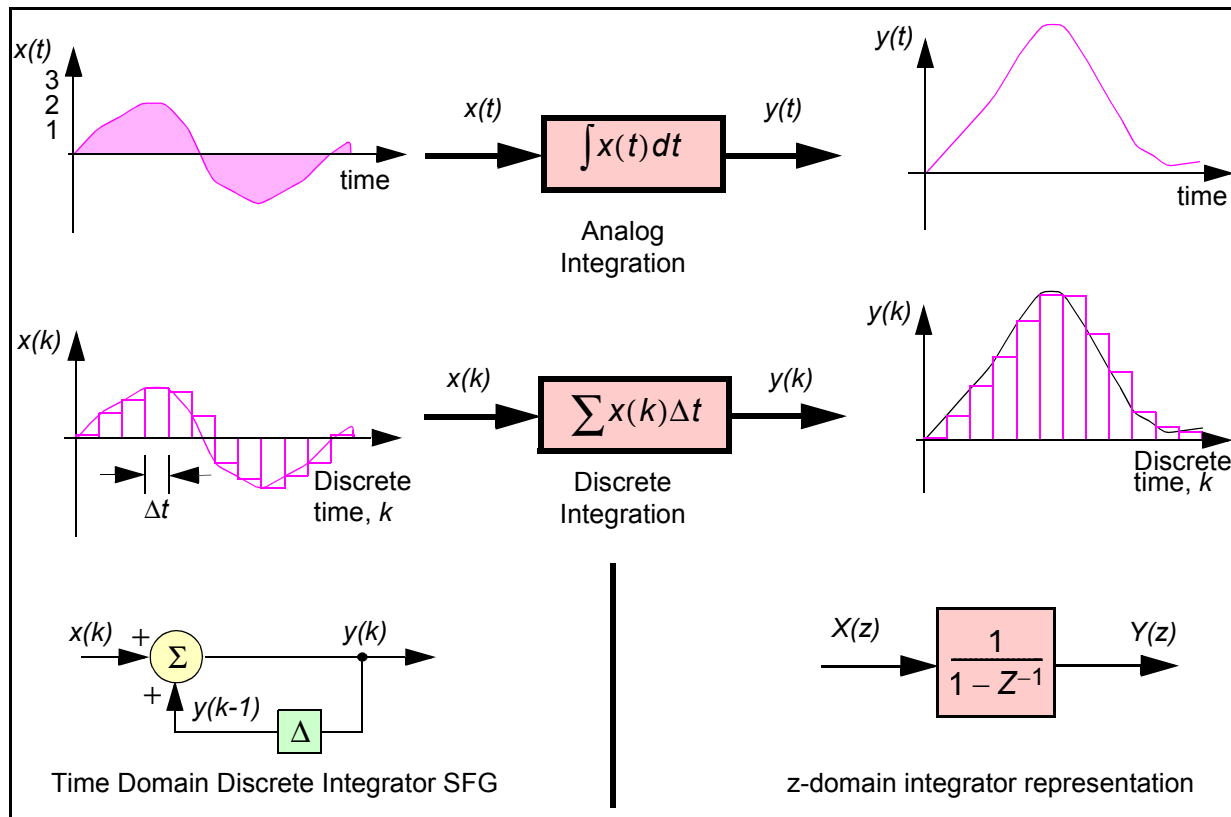 x(t)
3
2
1
time
x(t)
∫x(t)dt
y(t)
Analog
Integration
y(t)
time
x(k)
Δt
Discrete
time, k
x(k)
∑x(k)Δt
y(k)
Discrete
Integration
y(k)
Discrete
time, k
x(k)
+
Σ
+
y(k)
y(k-1)
Δ
Time Domain Discrete Integrator SFG
X(z)
1
1 – Z⁻¹
Y(z)
z-domain integrator representation